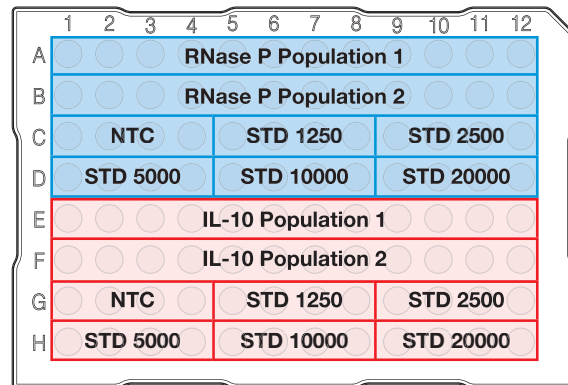 1 2 3 4 5 6 7 8 9 10 11 12
A RNase P Population 1
B RNase P Population 2
C NTC STD 1250 STD 2500
D STD 5000 STD 10000 STD 20000
E IL-10 Population 1
F IL-10 Population 2
G NTC STD 1250 STD 2500
H STD 5000 STD 10000 STD 20000